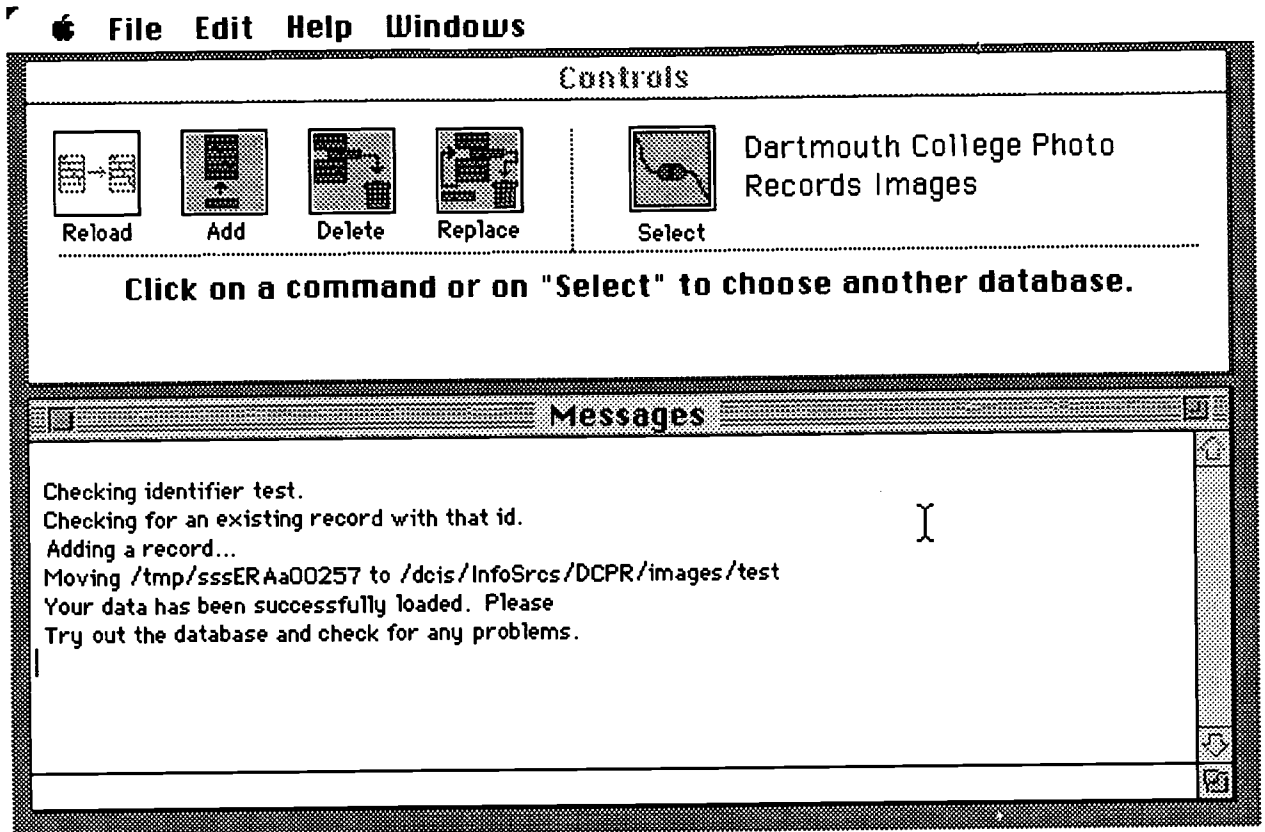 File Edit Help Windows
Controls
Reload Add Delete Replace Select
Dartmouth College Photo
Records Images
Click on a command or on "Select" to choose another database.
Messages
Checking identifier test.
Checking for an existing record with that id.
Adding a record...
Moving /tmp/sssERAa00257 to /dcis/InfoSrcs/DCPR/images/test
Your data has been successfully loaded. Please
Try out the database and check for any problems.